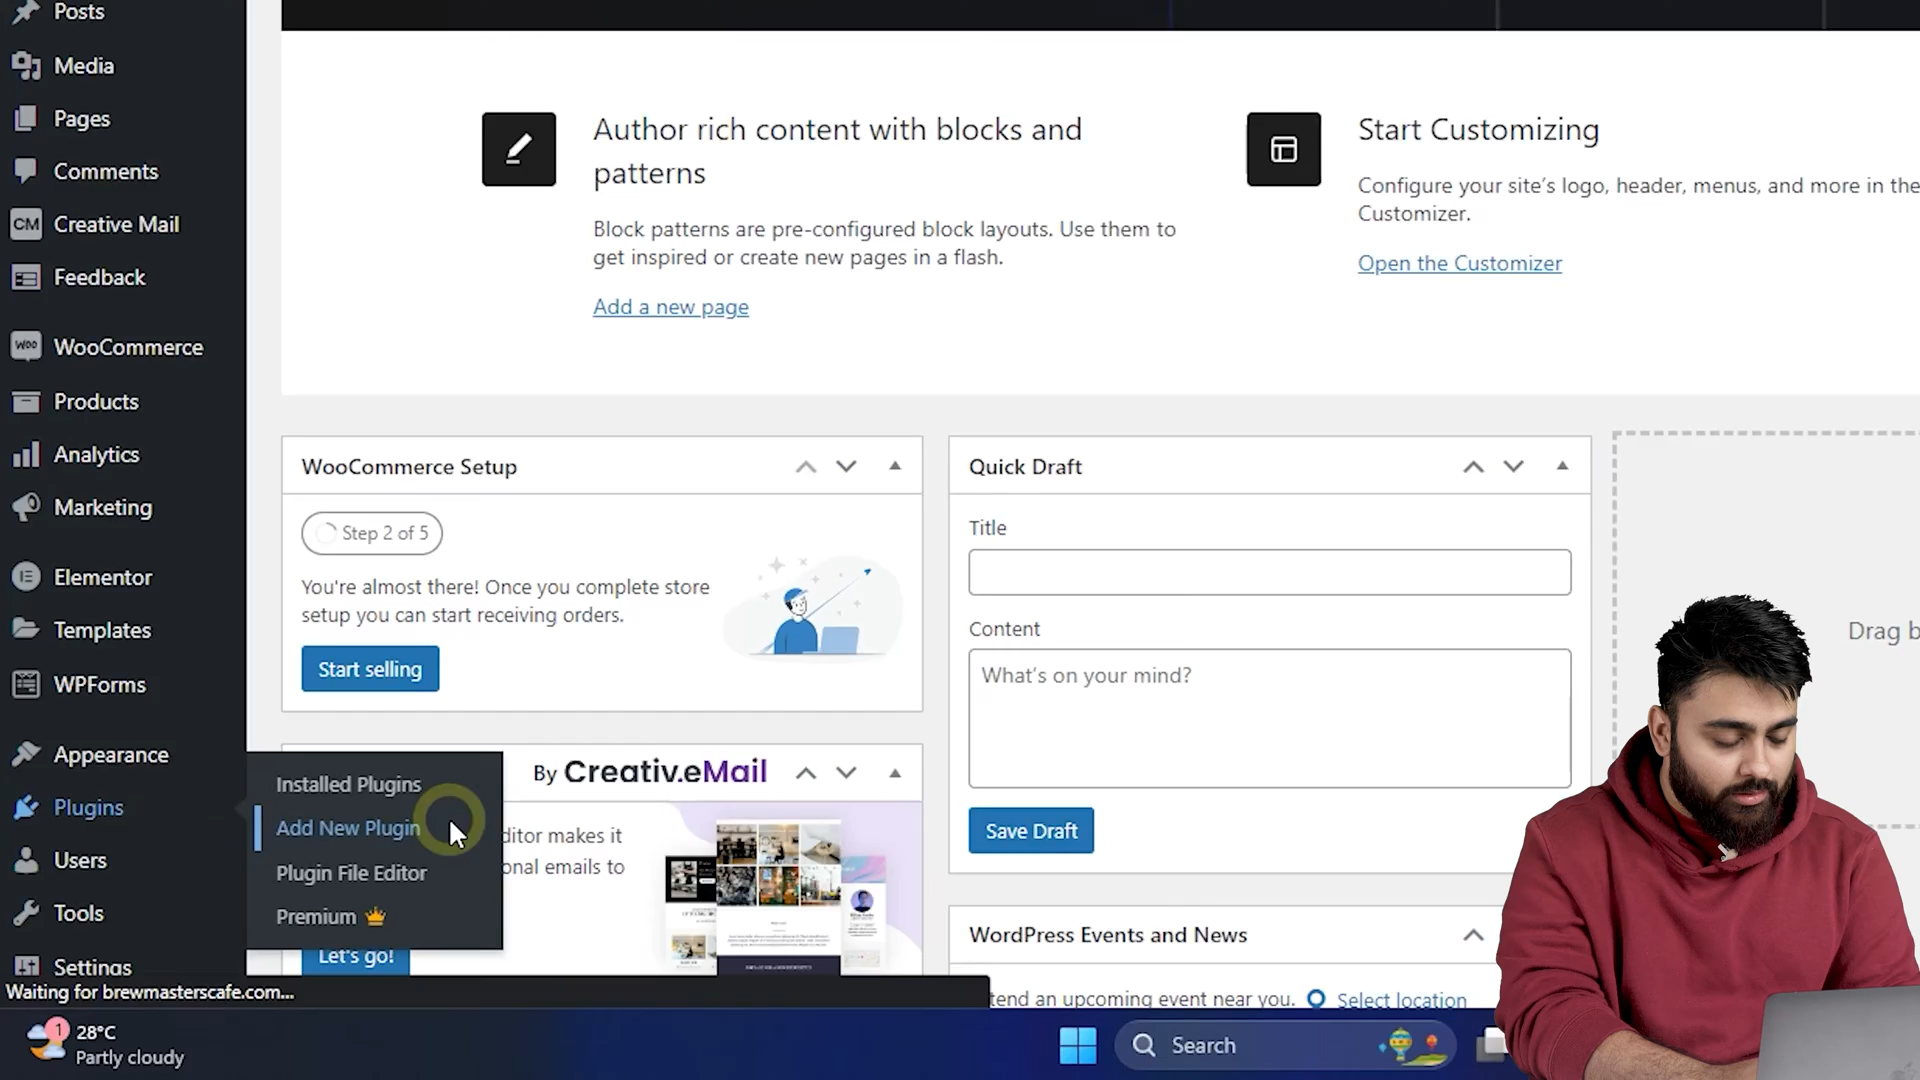 Posts
Media
Pages
Comments
CM Creative Mail
Feedback
WOO WooCommerce
Products
Analytics
Marketing
Elementor
Templates
WPForms
Appearance
Plugins
Users
Tools
Settings
Installed Plugins
Add New Plugin
Plugin File Editor
Premium
Author rich content with blocks and
patterns
Block patterns are pre-configured block layouts. Use them to
get inspired or create new pages in a flash.
Add a new page
Start Customizing
Configure your site's logo, header, menus, and more in the
Customizer.
Open the Customizer
WooCommerce Setup
Step 2 of 5
You're almost there! Once you complete store
setup you can start receiving orders.
Start selling
By Creativ.eMail
ditor makes it
onal emails to
Let's go!
Quick Draft
Title
Content
What's on your mind?
Save Draft
WordPress Events and News
tend an upcoming event near you. Select location
Drag b
Waiting for brewmasterscafe.com...
1 28°C
Partly cloudy
Search